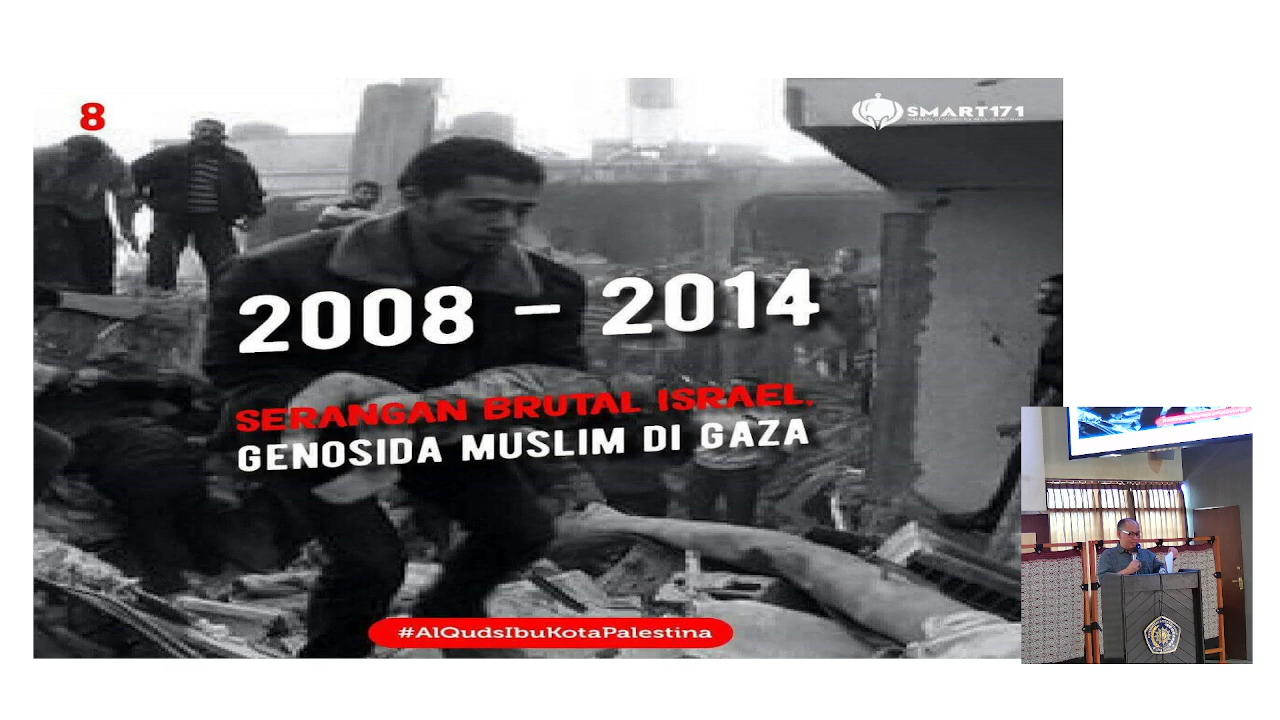 8
SMART171
2008 – 2014
SERANGAN BRUTAL ISRAEL,
GENOSIDA MUSLIM DI GAZA
#AlQudsIbuKotaPalestina